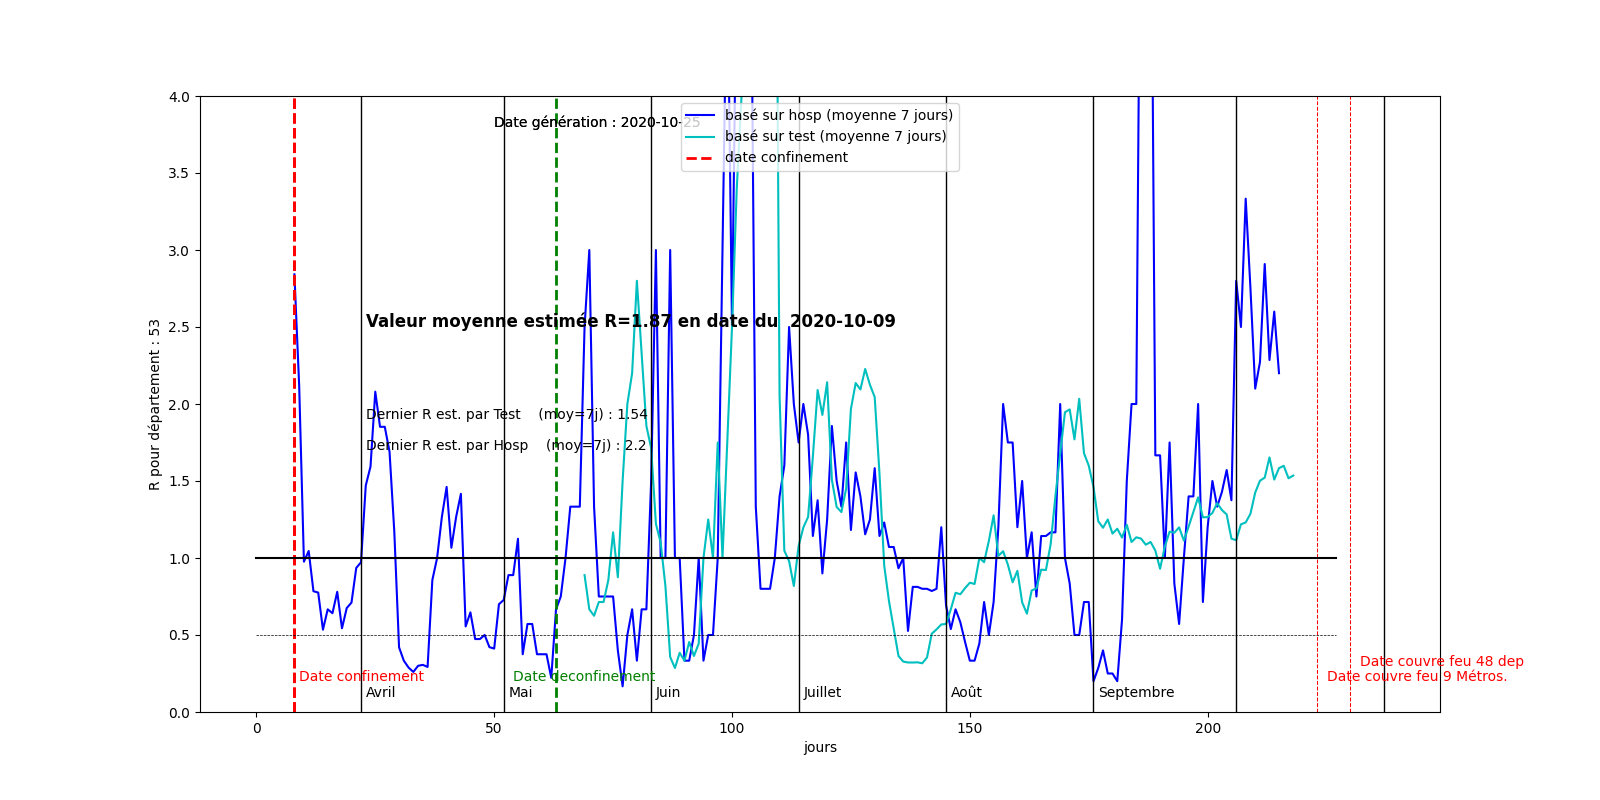 Date génération : 2020-10-25
basé sur hosp (moyenne 7 jours)
basé sur test (moyenne 7 jours)
date confinement
4.0
3.5
3.0
2.5
2.0
1.5
1.0
0.5
0.0
R pour département : 53
Valeur moyenne estimée R=1.87 en date du  2020-10-09
Dernier R est. par Test    (moy=7j) : 1.54
Dernier R est. par Hosp    (moy=7j) : 2.2
Date couvre feu 48 dep
Date confinement
Date deconfinement
Date couvre feu 9 Métros.
Avril
Mai
Juin
Juillet
Août
Septembre
0
50
100
150
200
jours